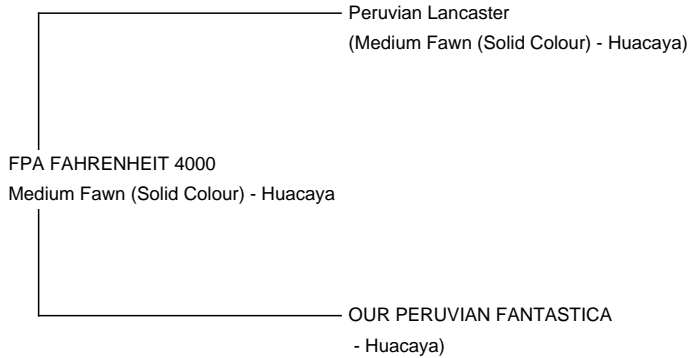 Peruvian Lancaster
(Medium Fawn (Solid Colour) - Huacaya)
FPA FAHRENHEIT 4000
Medium Fawn (Solid Colour) - Huacaya
OUR PERUVIAN FANTASTICA
- Huacaya)